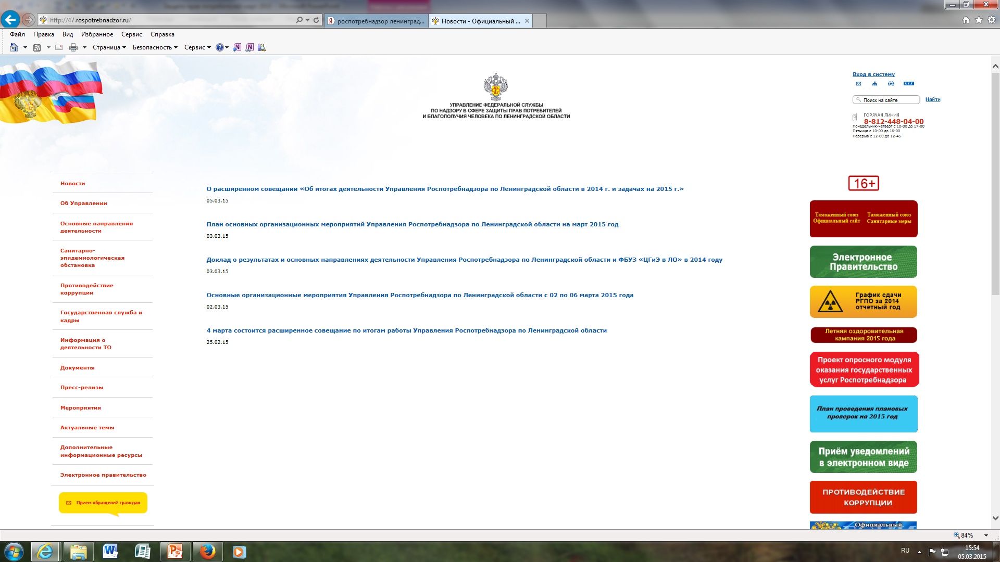 http://47.rospotrebnadzor.ru/
роспотребнадзор ленинград...
Новости - Официальный ...
Файл Правка Вид Избранное Сервис Справка
Страница Безопасность Сервис
УПРАВЛЕНИЕ ФЕДЕРАЛЬНОЙ СЛУЖБЫ
ПО НАДЗОРУ В СФЕРЕ ЗАЩИТЫ ПРАВ ПОТРЕБИТЕЛЕЙ
И БЛАГОПОЛУЧИЯ ЧЕЛОВЕКА ПО ЛЕНИНГРАДСКОЙ ОБЛАСТИ
Вход в систему
RSS
Поиск на сайте Найти
ГОРЯЧАЯ ЛИНИЯ
8-812-448-04-00
Понедельник-четверг с 10-00 до 17-00
Пятница с 10-00 до 16-00
Перерыв с 12-00 до 12-45
Новости
Об Управлении
Основные направления
деятельности
Санитарно-
эпидемиологическая
обстановка
Противодействие
коррупции
Государственная служба и
кадры
Информация о
деятельности ТО
Документы
Пресс-релизы
Мероприятия
Актуальные темы
Дополнительные
информационные ресурсы
Электронное правительство
Прием обращений граждан
О расширенном совещании «Об итогах деятельности Управления Роспотребнадзора по Ленинградской области в 2014 г. и задачах на 2015 г.»
05.03.15
План основных организационных мероприятий Управления Роспотребнадзора по Ленинградской области на март 2015 год
03.03.15
Доклад о результатах и основных направлениях деятельности Управления Роспотребнадзора по Ленинградской области и ФБУЗ «ЦГиЭ в ЛО» в 2014 году
03.03.15
Основные организационные мероприятия Управления Роспотребнадзора по Ленинградской области с 02 по 06 марта 2015 года
02.03.15
4 марта состоится расширенное совещание по итогам работы Управления Роспотребнадзора по Ленинградской области
25.02.15
16+
Таможенный союз Таможенный союз
Официальный сайт Санитарные меры
Электронное
Правительство
График сдачи
РГПО за 2014
отчетный год
Летняя оздоровительная
кампания 2015 года
Проект опросного модуля
оказания государственных
услуг Роспотребнадзора
План проведения плановых
проверок на 2015 год
Приём уведомлений
в электронном виде
ПРОТИВОДЕЙСТВИЕ
КОРРУПЦИИ
Официальный
84%
RU
15:54
05.03.2015